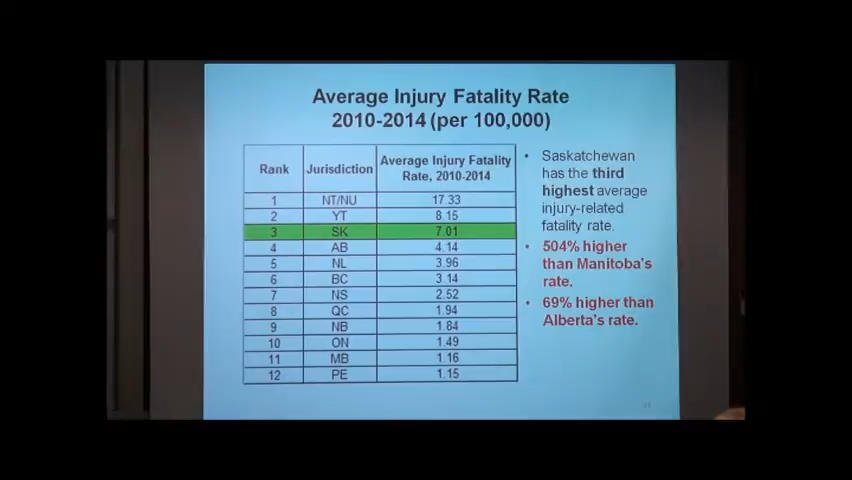 Average Injury Fatality Rate
2010-2014 (per 100,000)
Rank Jurisdiction Average Injury Fatality Rate, 2010-2014
1 NT/NU 17.33
2 YT 8.15
3 SK 7.01
4 AB 4.14
5 NL 3.96
6 BC 3.14
7 NS 2.52
8 QC 1.94
9 NB 1.84
10 ON 1.49
11 MB 1.16
12 PE 1.15
• Saskatchewan
has the third
highest average
injury-related
fatality rate.
• 504% higher
than Manitoba's
rate.
• 69% higher than
Alberta's rate.